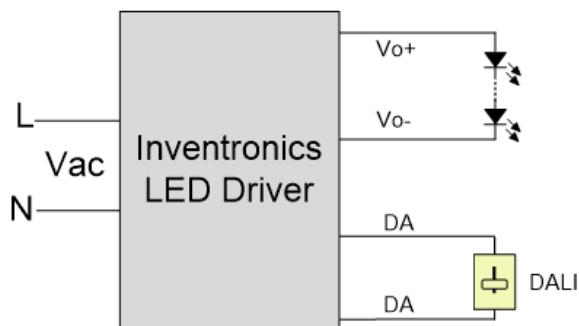 L
Vac
N
Inventronics
LED Driver
Vo+
Vo-
DA
DALI
DA